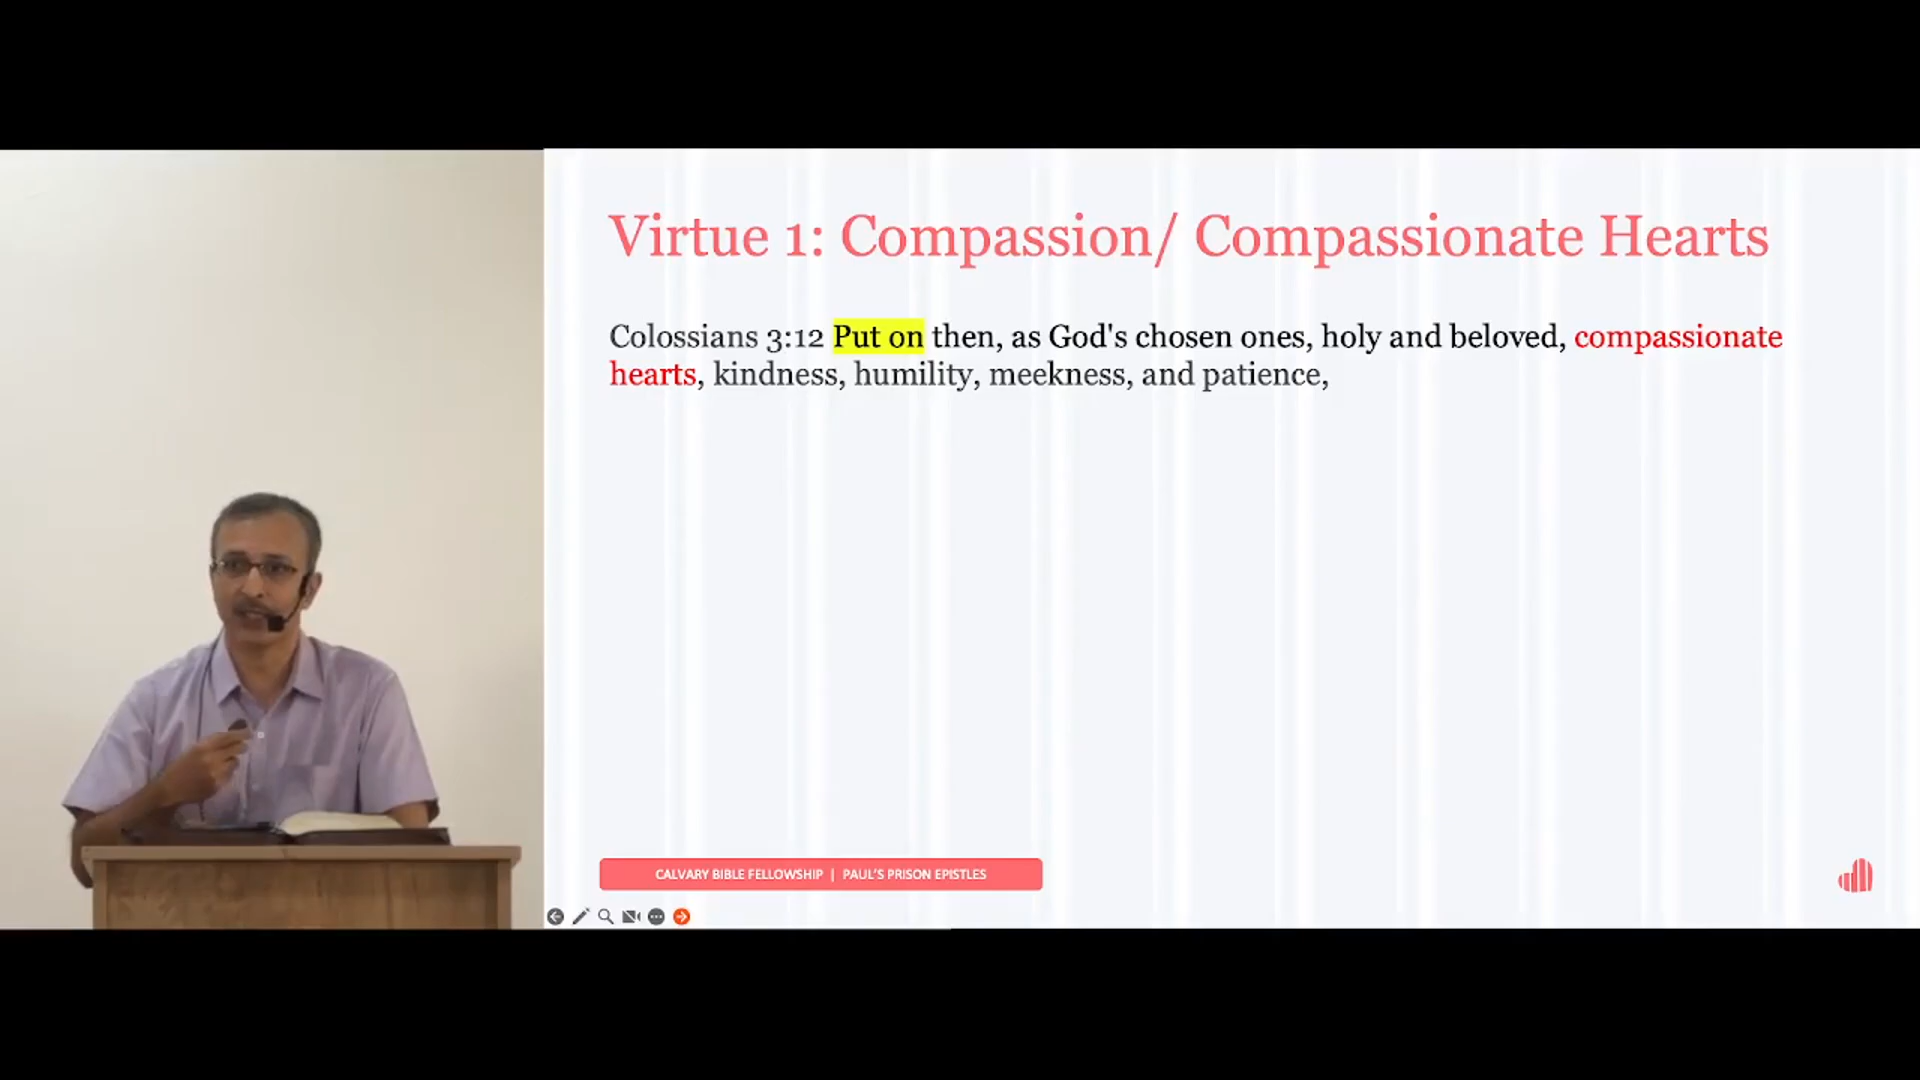 Virtue 1: Compassion/ Compassionate Hearts
Colossians 3:12 Put on then, as God's chosen ones, holy and beloved, compassionate
hearts, kindness, humility, meekness, and patience,
CALVARY BIBLE FELLOWSHIP | PAUL'S PRISON EPISTLES